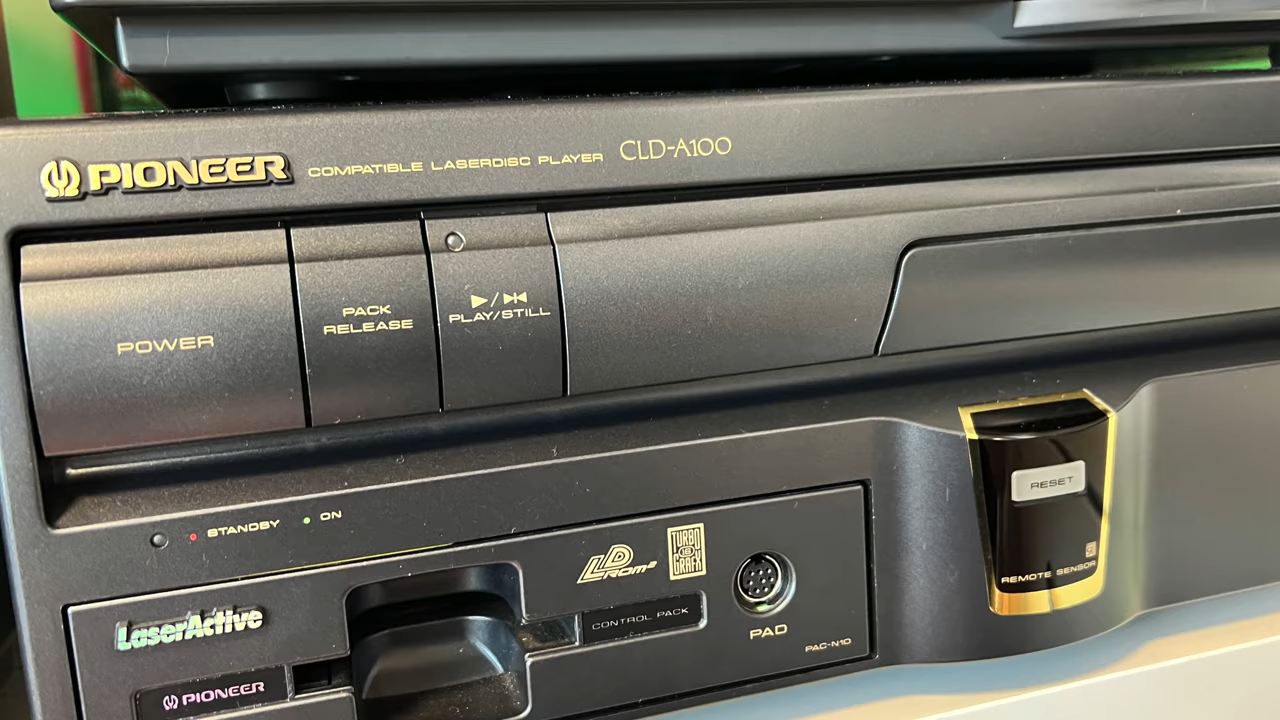 PIONEER COMPATIBLE LASERDISC PLAYER CLD-A100
POWER
PACK
RELEASE
PLAY/STILL
RESET
REMOTE SENSOR
STANDBY ON
LaserActive
PIONEER
LD
ROM²
TURBO
16
GRAFX
CONTROL PACK
PAD
PAC-N10